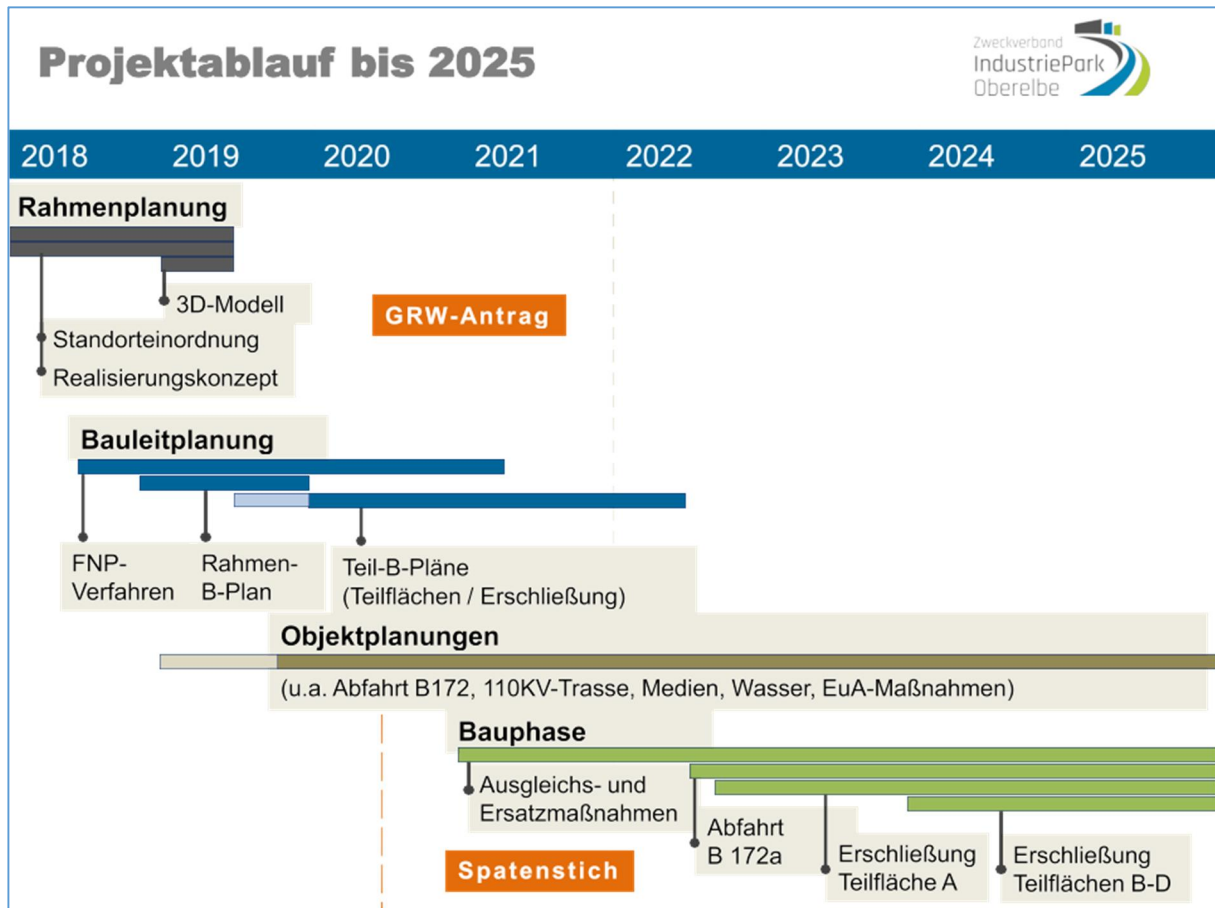 Projektablauf bis 2025
Zweckverband
IndustriePark
Oberelbe
2018 2019 2020 2021 2022 2023 2024 2025
Rahmenplanung
3D-Modell
GRW-Antrag
Standorteinordnung
Realisierungskonzept
Bauleitplanung
FNP-
Verfahren
Rahmen-
B-Plan
Teil-B-Pläne
(Teilflächen / Erschließung)
Objektplanungen
(u.a. Abfahrt B172, 110KV-Trasse, Medien, Wasser, EuA-Maßnahmen)
Bauphase
Ausgleichs- und
Ersatzmaßnahmen
Abfahrt
B 172a
Erschließung
Teilfläche A
Erschließung
Teilflächen B-D
Spatenstich